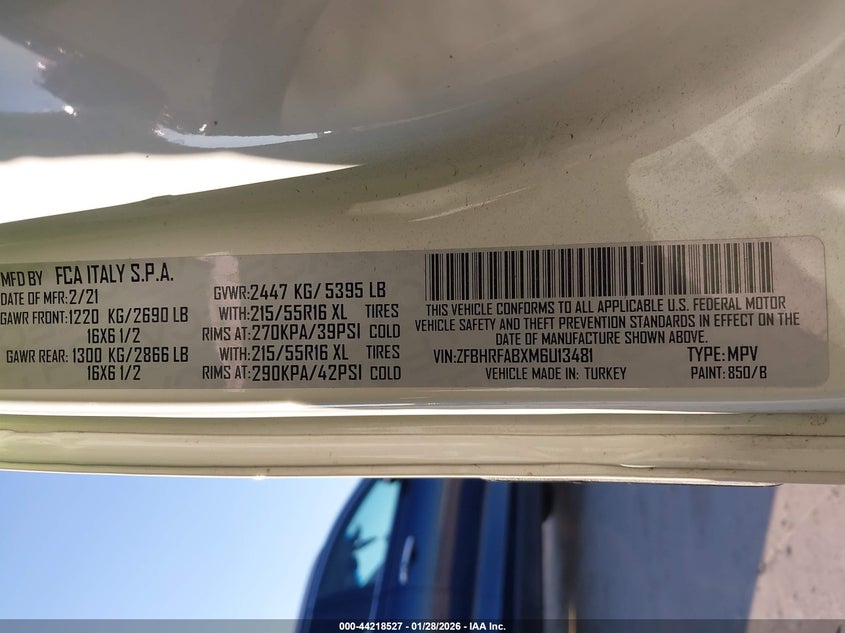 MFD BY FCA ITALY S.P.A.
DATE OF MFR:2/21 GVWR:2447 KG/ 5395 LB
GAWR FRONT:1220 KG/2690 LB WITH:215/55R16 XL TIRES
16X6 1/2 RIMS AT:270KPA/39PSI COLD
GAWR REAR: 1300 KG/2866 LB WITH:215/55R16 XL TIRES
16X6 1/2 RIMS AT:290KPA/42PSI COLD
THIS VEHICLE CONFORMS TO ALL APPLICABLE U.S. FEDERAL MOTOR
VEHICLE SAFETY AND THEFT PREVENTION STANDARDS IN EFFECT ON THE
DATE OF MANUFACTURE SHOWN ABOVE.
VIN:ZFBHRFABXM6U13481 TYPE: MPV
VEHICLE MADE IN: TURKEY PAINT: 850/B
000-44218527 - 01/28/2026 - IAA Inc.